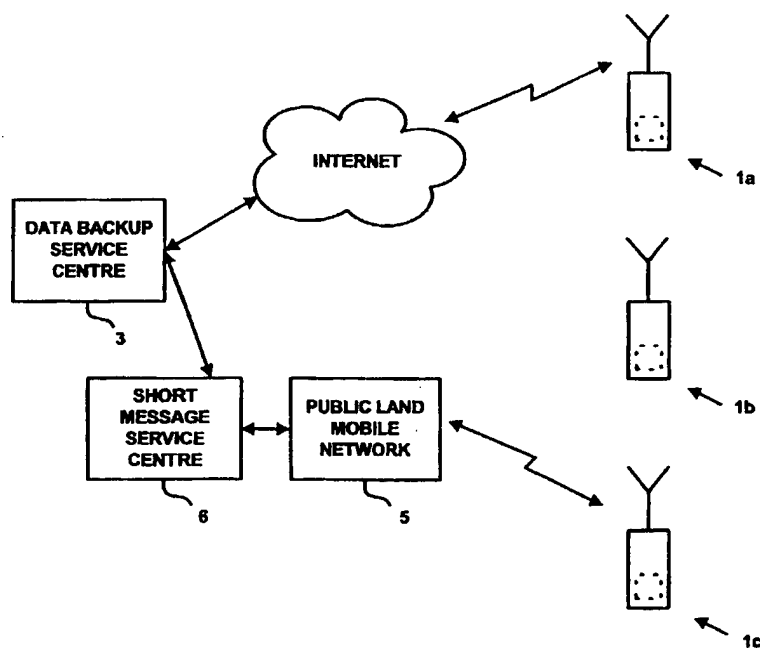 1a
INTERNET
DATA BACKUP
SERVICE
CENTRE
3
1b
SHORT
MESSAGE
SERVICE
CENTRE
6
PUBLIC LAND
MOBILE
NETWORK
5
1c